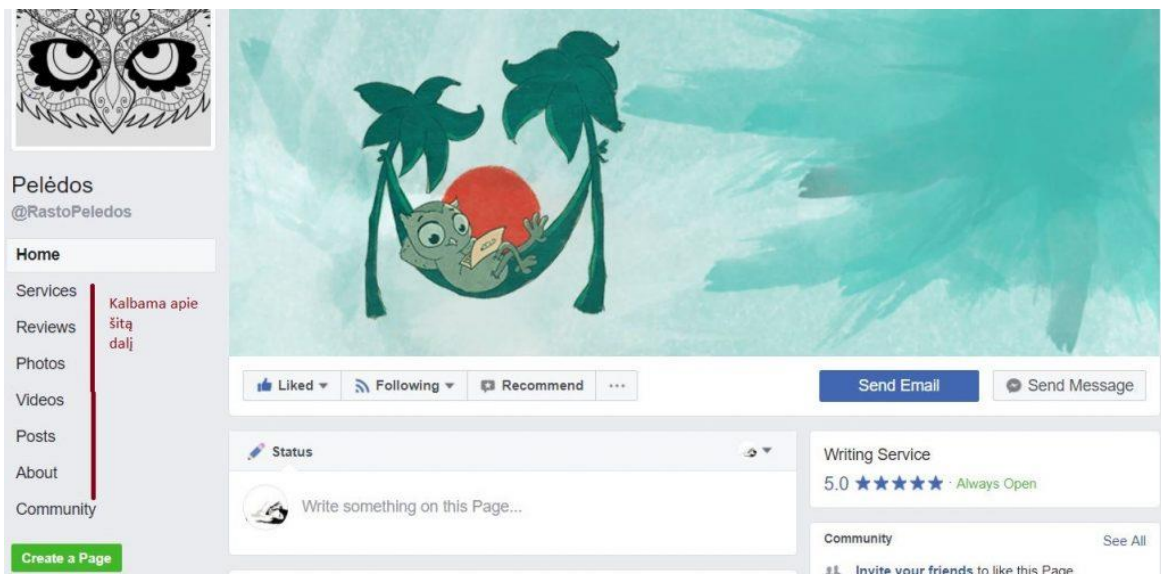 Pelėdos
@RastoPeledos
Home
Services
Reviews
Photos
Videos
Posts
About
Community
Create a Page
Kalbama apie
šitą
dalį
Liked
Following
Recommend
Send Email
Send Message
Status
Write something on this Page...
Writing Service
5.0 ★★★★★ · Always Open
Community
See All
Invite your friends to like this Page